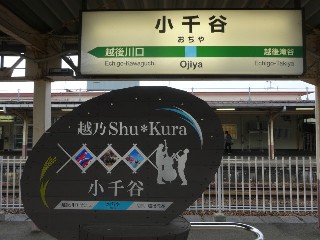 小千谷
おぢや
越後川口
Ojiya
越後滝谷
Echigo-Kawaguchi
Echigo-Takiya
越乃Shu*Kura
小千谷